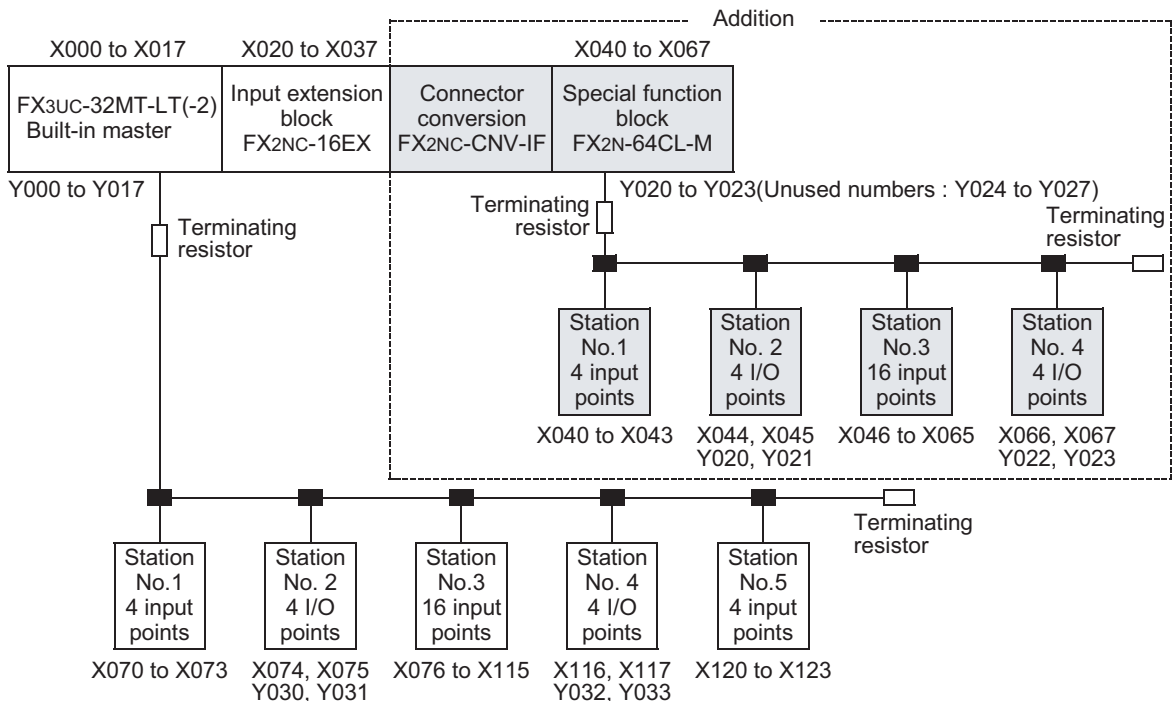 Addition
X000 to X017
X020 to X037
X040 to X067
FX3UC-32MT-LT(-2)
Built-in master
Input extension
block
FX2NC-16EX
Connector
conversion
FX2NC-CNV-IF
Special function
block
FX2N-64CL-M
Y000 to Y017
Y020 to Y023(Unused numbers : Y024 to Y027)
Terminating
resistor
Terminating
resistor
Terminating
resistor
Station
No.1
4 input
points
Station
No. 2
4 I/O
points
Station
No.3
16 input
points
Station
No. 4
4 I/O
points
X040 to X043
X044, X045
Y020, Y021
X046 to X065
X066, X067
Y022, Y023
Terminating
resistor
Station
No.1
4 input
points
Station
No. 2
4 I/O
points
Station
No.3
16 input
points
Station
No. 4
4 I/O
points
Station
No.5
4 input
points
X070 to X073
X074, X075
Y030, Y031
X076 to X115
X116, X117
Y032, Y033
X120 to X123